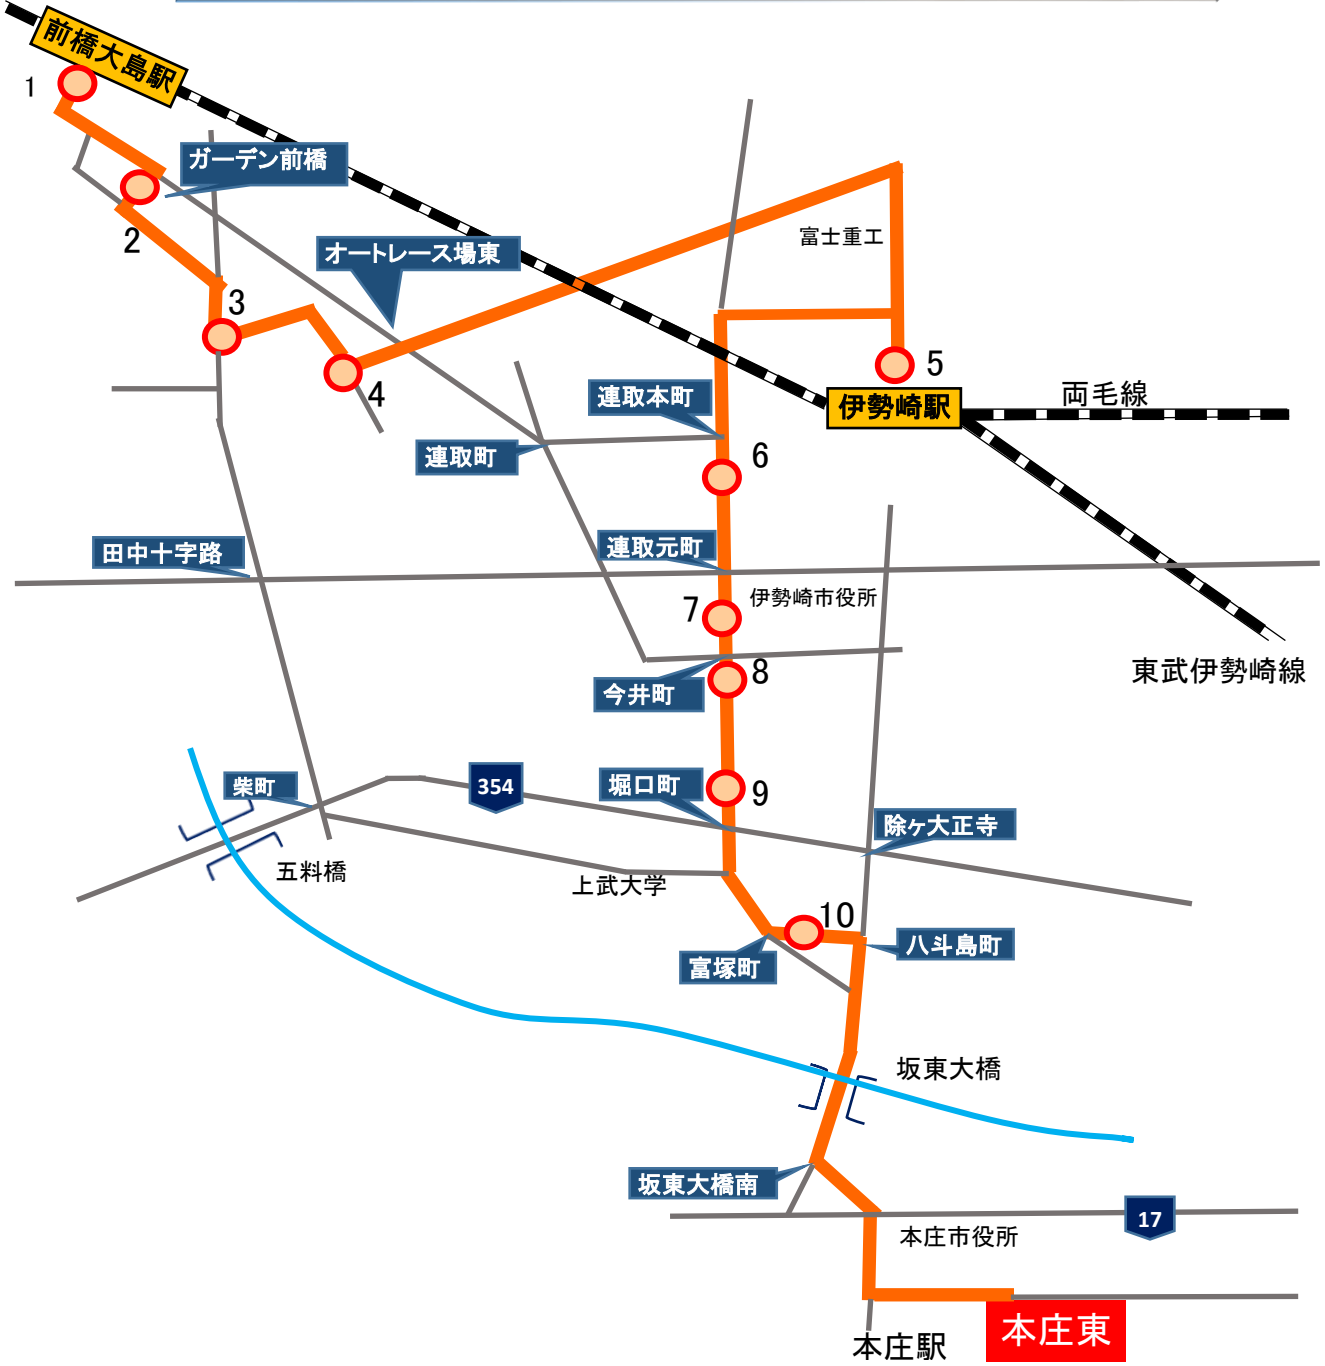 前橋大島駅
1
ガーデン前橋
2
オートレース場東
富士重工
3
4
5
連取本町
伊勢崎駅
両毛線
連取町
6
田中十字路
連取元町
伊勢崎市役所
7
8
今井町
東武伊勢崎線
柴町
354
堀口町
9
除ヶ大正寺
五料橋
上武大学
10
富塚町
八斗島町
坂東大橋
坂東大橋南
17
本庄市役所
本庄駅
本庄東